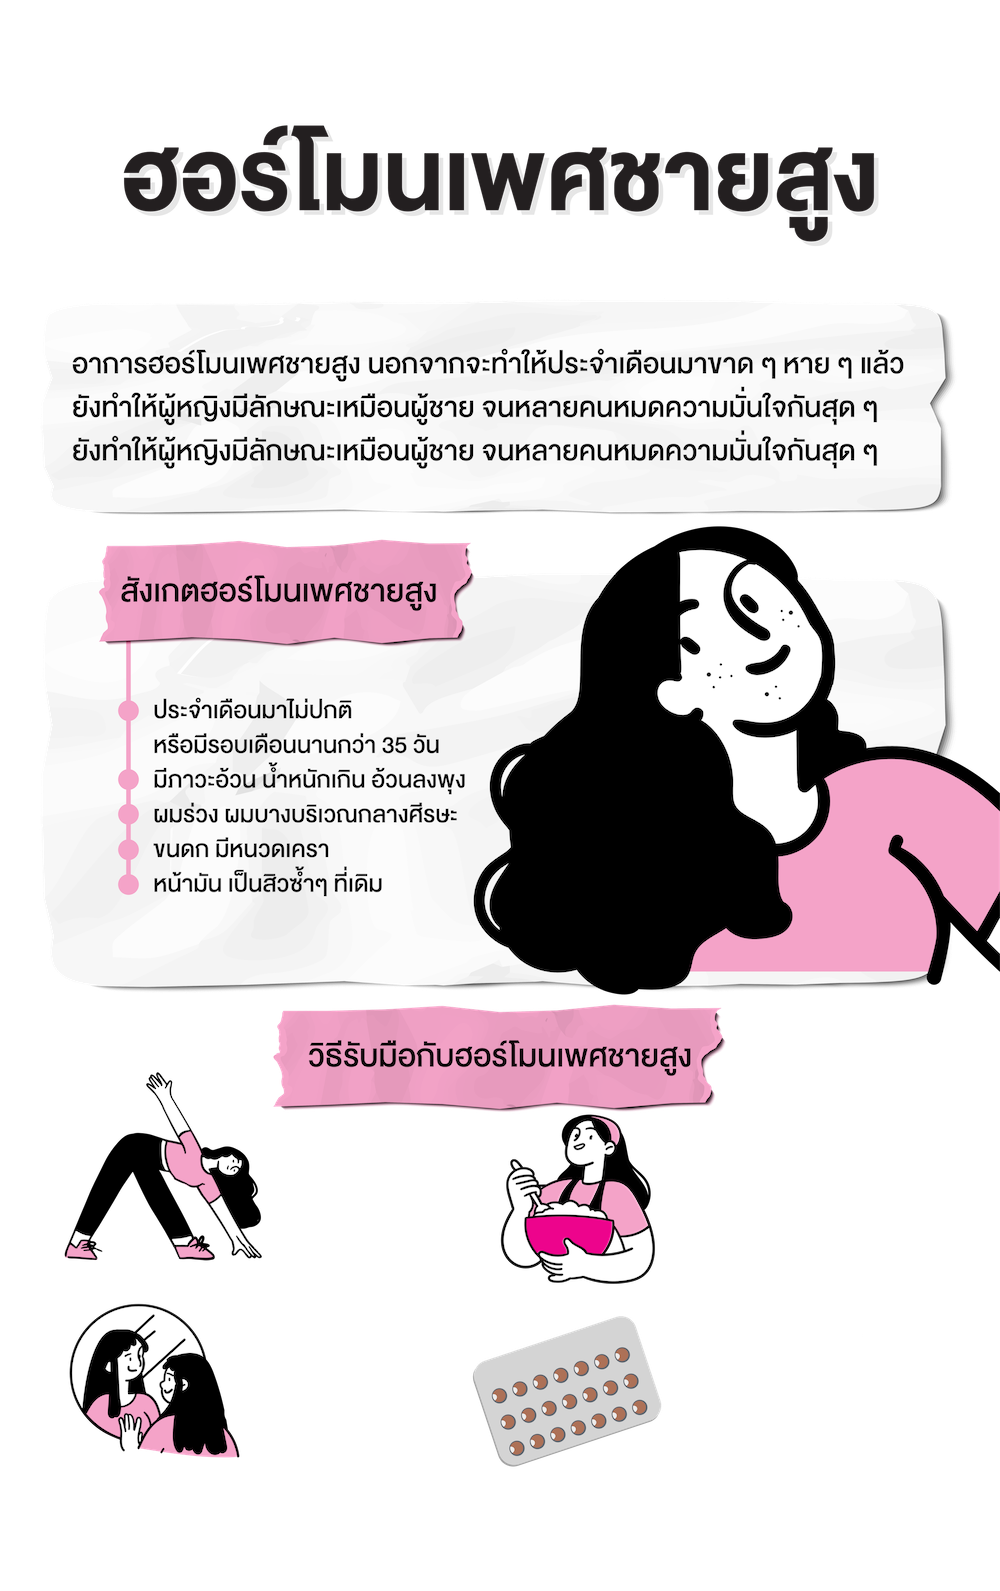 ฮอร์โมนเพศชายสูง
อาการฮอร์โมนเพศชายสูง นอกจากจะทำให้ประจำเดือนมาขาด ๆ หาย ๆ แล้ว
ยังทำให้ผู้หญิงมีลักษณะเหมือนผู้ชาย จนหลายคนหมดความมั่นใจกันสุด ๆ
ยังทำให้ผู้หญิงมีลักษณะเหมือนผู้ชาย จนหลายคนหมดความมั่นใจกันสุด ๆ
สังเกตฮอร์โมนเพศชายสูง
ประจำเดือนมาไม่ปกติ
หรือมีรอบเดือนนานกว่า 35 วัน
มีภาวะอ้วน น้ำหนักเกิน อ้วนลงพุง
ผมร่วง ผมบางบริเวณกลางศีรษะ
ขนดก มีหนวดเครา
หน้ามัน เป็นสิวซ้ำๆ ที่เดิม
วิธีรับมือกับฮอร์โมนเพศชายสูง